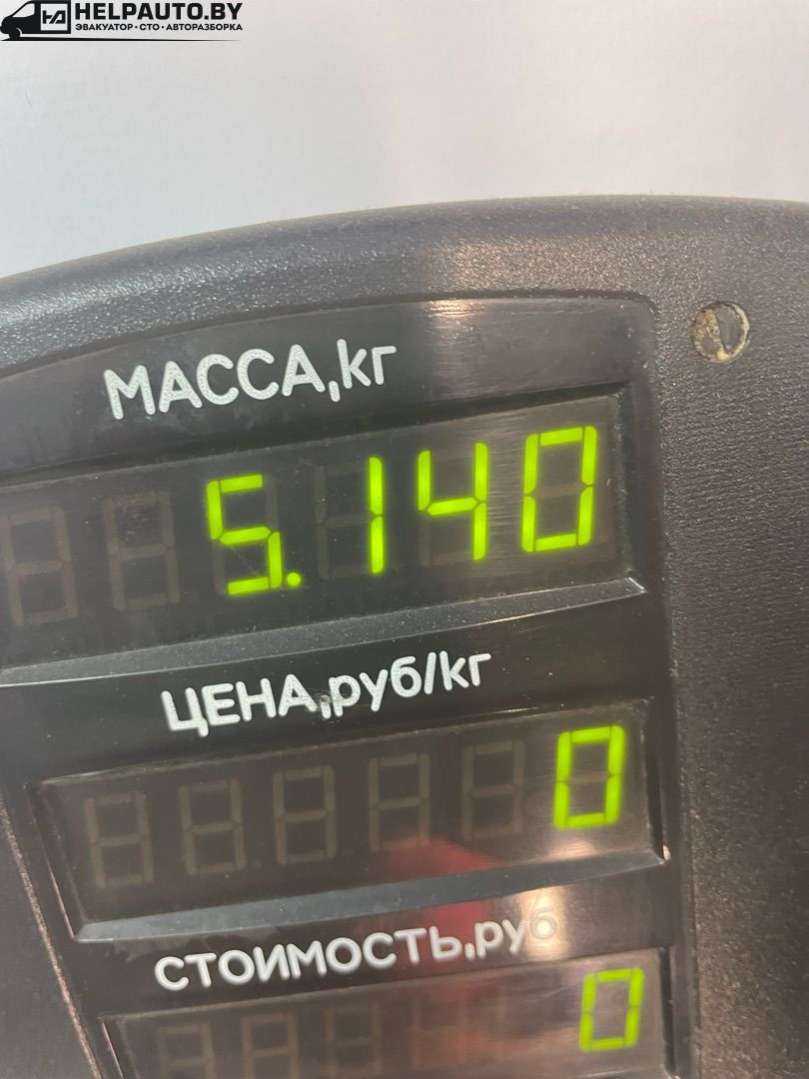 HELPAUTO.BY
ЭВАКУАТОР • СТО • АВТОРАЗБОРКА
МАССА,кг
5.140
ЦЕНА,руб/кг
0
СТОИМОСТЬ,руб
0